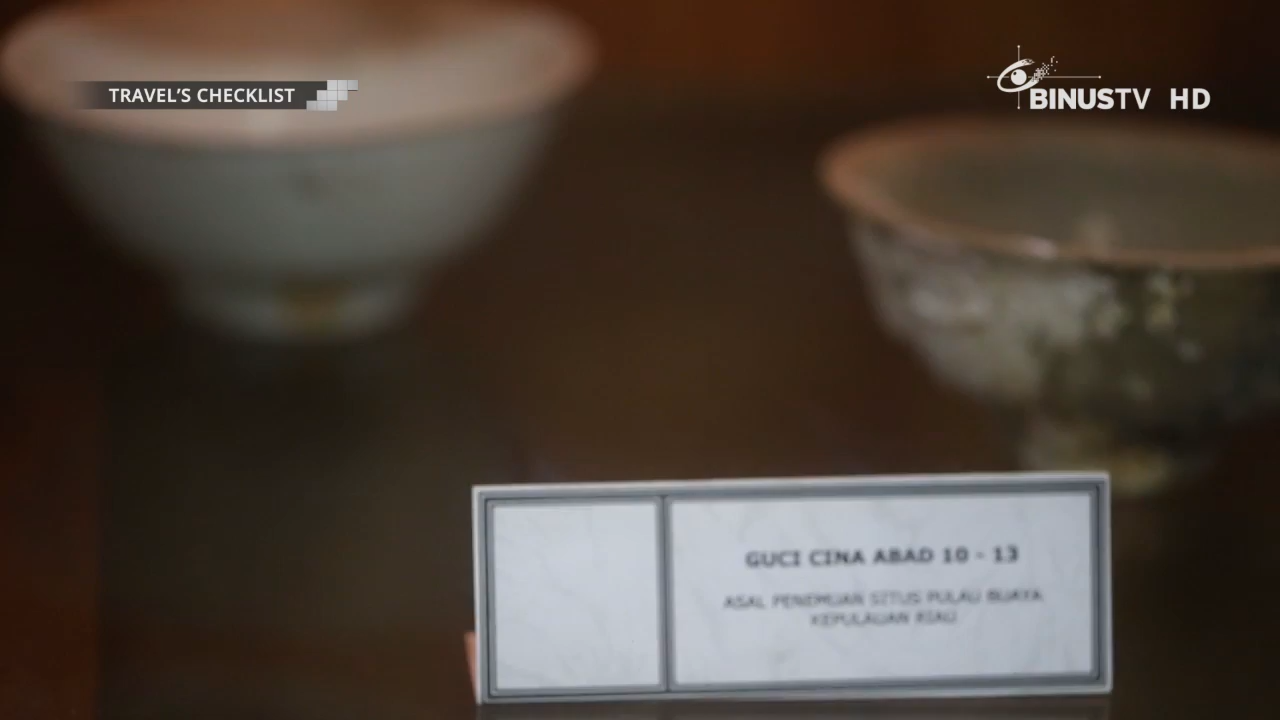 TRAVEL'S CHECKLIST
BINUSTV HD
GUCI CINA ABAD 10 - 13
ASAL PENEMUAN SITUS PULAU BUAYA
KEPULAUAN RIAU